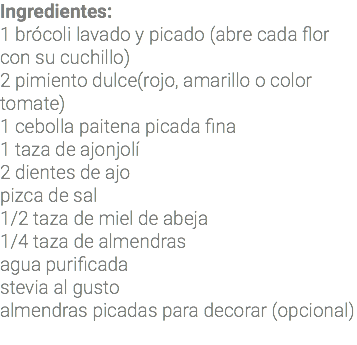 Ingredientes:
1 brócoli lavado y picado (abre cada flor
con su cuchillo)
2 pimiento dulce(rojo, amarillo o color
tomate)
1 cebolla paitena picada fina
1 taza de ajonjolí
2 dientes de ajo
pizca de sal
1/2 taza de miel de abeja
1/4 taza de almendras
agua purificada
stevia al gusto
almendras picadas para decorar (opcional)